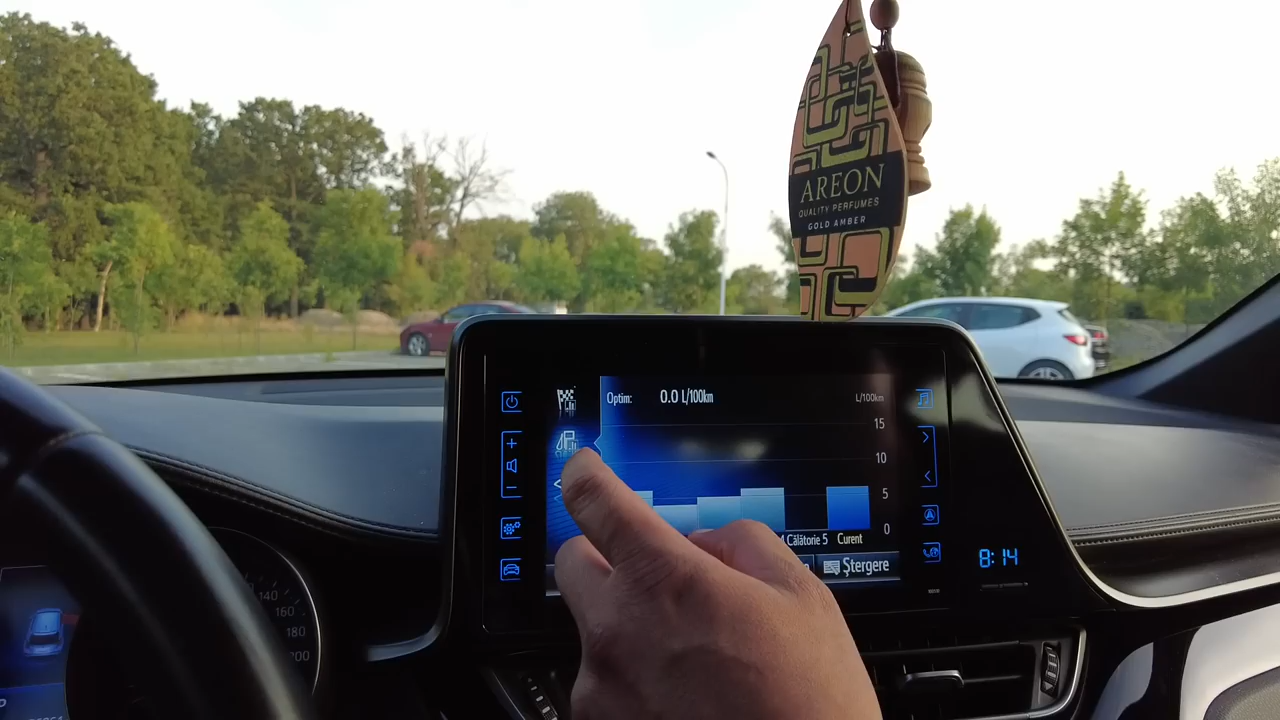 AREON
QUALITY PERFUMES
GOLD AMBER
Optim: 0.0 L/100km
L/100km
15
10
5
0
Călătorie 5 Curent
Ștergere
8:14
140
160
180
200